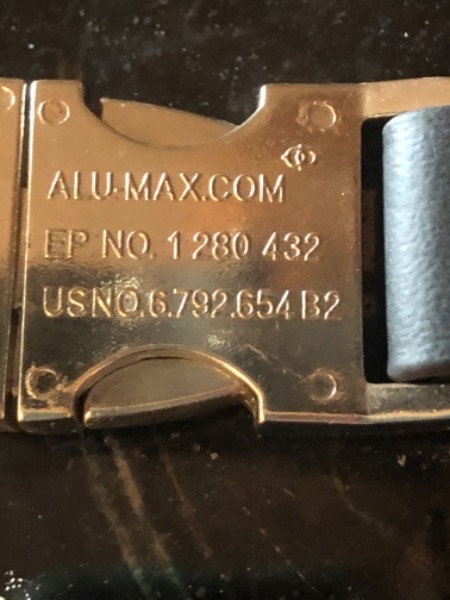 ALU-MAX.COM
EP NO. 1 280 432
USNO.6.792.654 B2